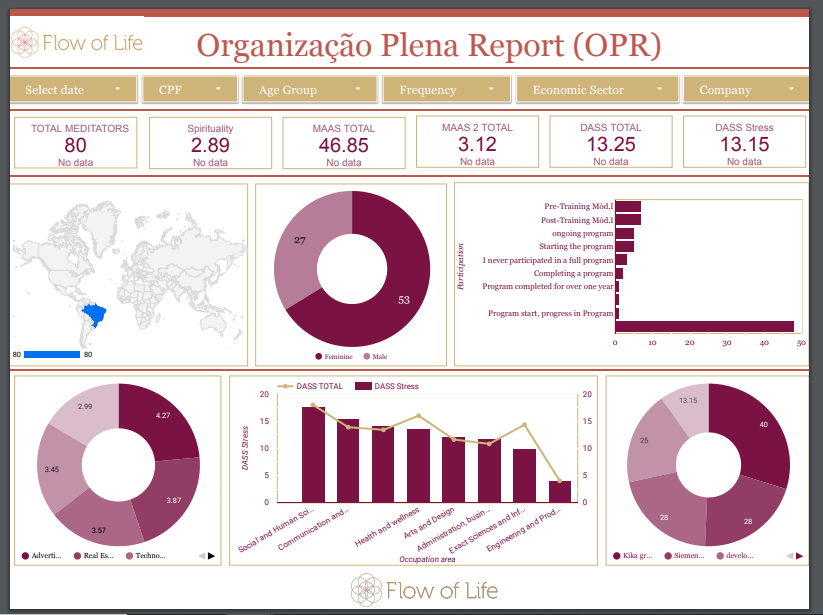 Flow of Life
Organização Plena Report (OPR)
Select date
CPF
Age Group
Frequency
Economic Sector
Company
TOTAL MEDITATORS
80
No data
Spirituality
2.89
No data
MAAS TOTAL
46.85
No data
MAAS 2 TOTAL
3.12
No data
DASS TOTAL
13.25
No data
DASS Stress
13.15
No data
80
80
27
53
Feminine
Male
Participation
Pre-Training Mód.I
Post-Training Mód.I
ongoing program
Starting the program
I never participated in a full program
Completing a program
Program completed for over one year
Program start, progress in Program
0 10 20 30 40 50
2.99
4.27
3.45
3.87
3.57
Adverti...
Real Es...
Techno...
DASS TOTAL
DASS Stress
DASS Stress
20
15
10
5
0
20
15
10
5
0
Social and Human Sci...
Communication and...
Health and wellness
Arts and Design
Administration, busin...
Exact Sciences and Inf...
Engineering and Prod...
Occupation area
13.15
40
25
28
28
Kika gr...
Siemen...
develo...
Flow of Life